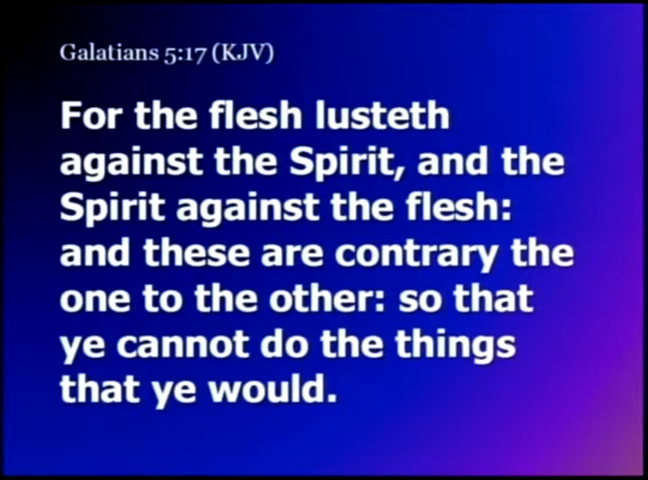 Galatians 5:17 (KJV)
For the flesh lusteth
against the Spirit, and the
Spirit against the flesh:
and these are contrary the
one to the other: so that
ye cannot do the things
that ye would.